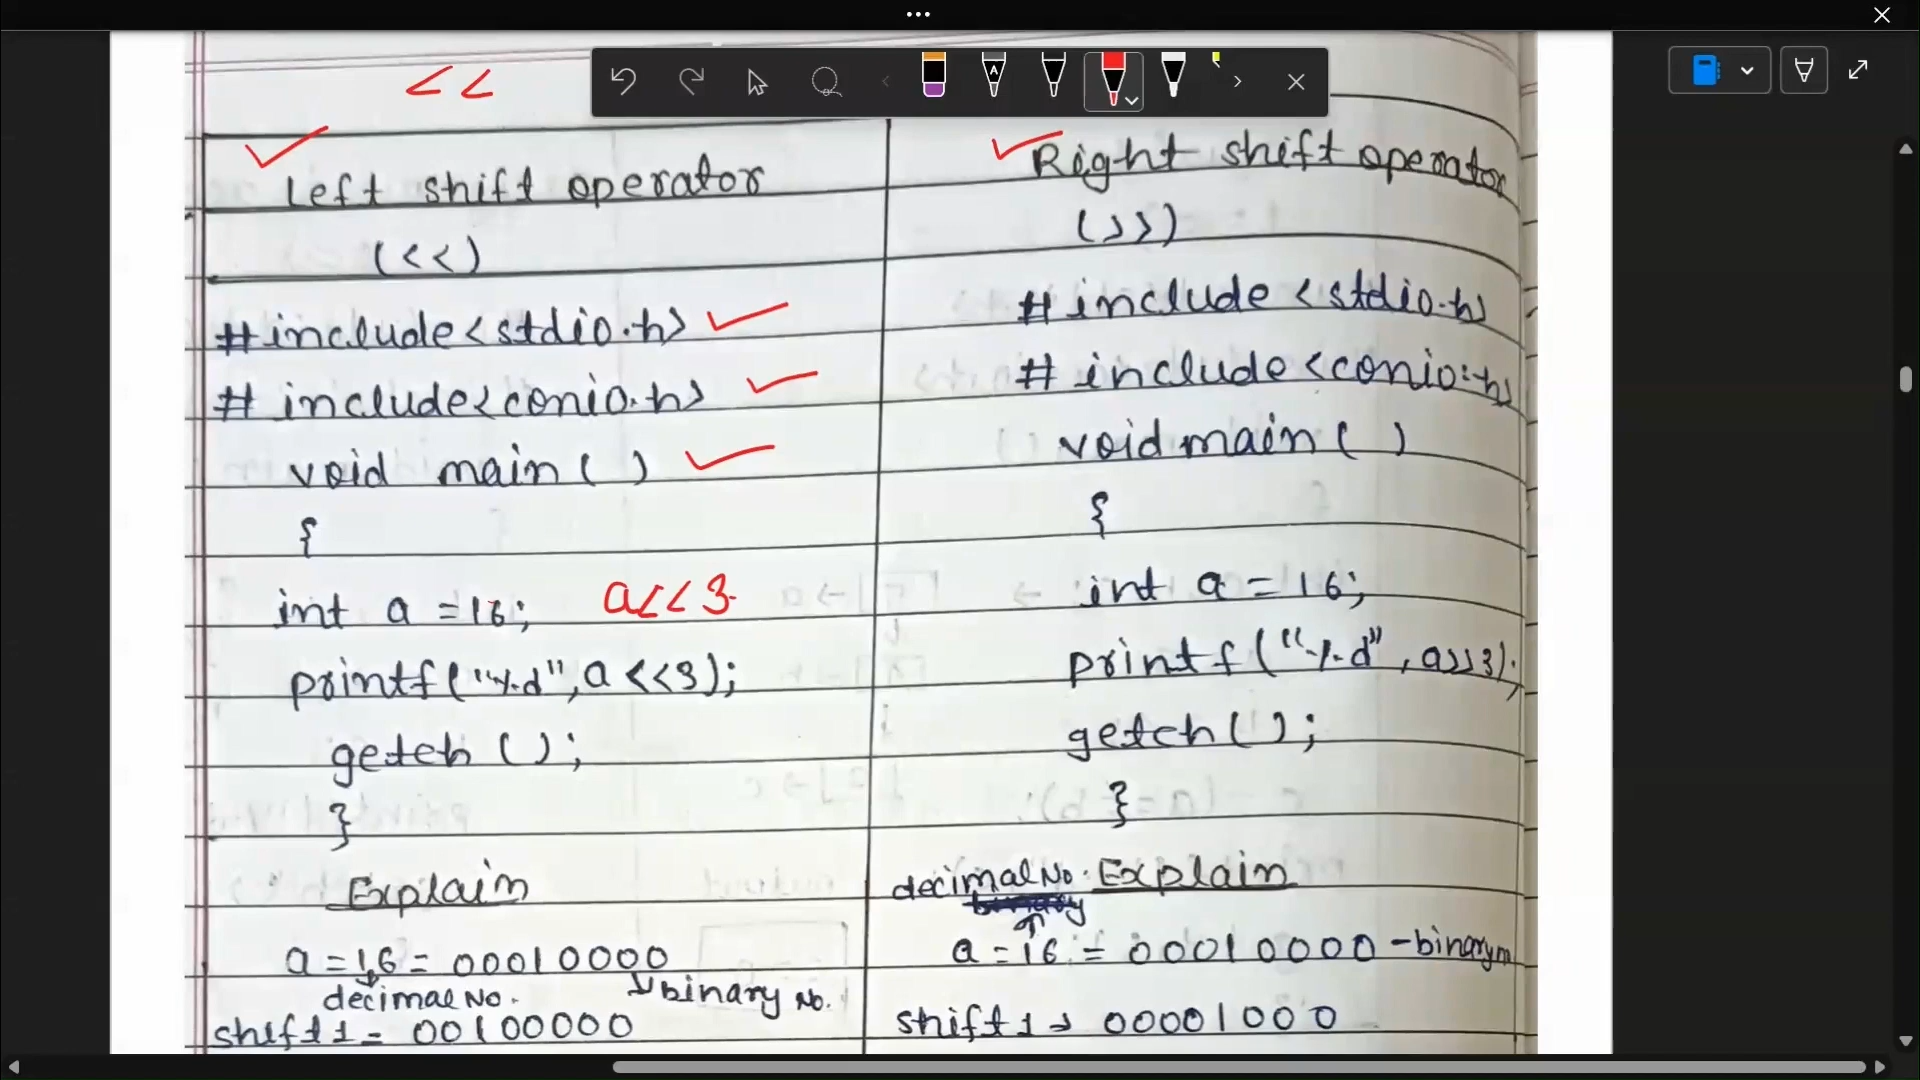 <<
Left shift operator
(<<)
#include<stdio.h>
# include<conio.h>
void main( )
{
int a =16; a<<3
printf("%d",a<<3);
getch ();
}
Explain
a=16=00010000
decimal No. binary No.
shift 1 = 00100000
Right shift operator
(>>)
# include <stdio.h>
# include <conio.h>
void main ( )
{
int a = 16;
printf("%d", a>>3);
getch( );
}
decimal No. Explain
a=16 = 00010000 -binary
shift 1 → 00001000